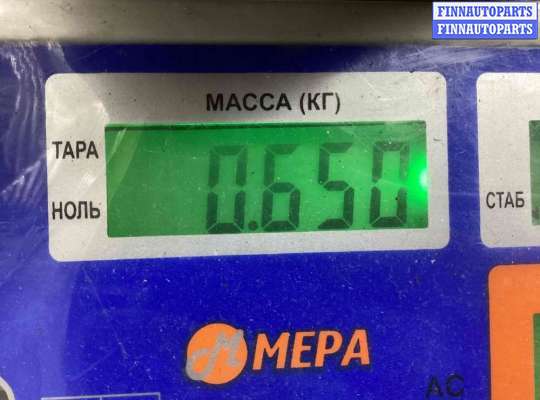 FINNAUTOPARTS
FINNAUTOPARTS
МАССА (КГ)
ТАРА
0.650
НОЛЬ
СТАБ
МЕРА
АС